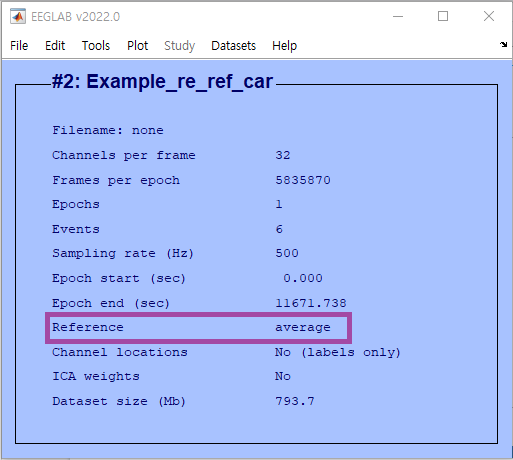 EEGLAB v2022.0
File Edit Tools Plot Study Datasets Help
#2: Example_re_ref_car
Filename: none
Channels per frame 32
Frames per epoch 5835870
Epochs 1
Events 6
Sampling rate (Hz) 500
Epoch start (sec) 0.000
Epoch end (sec) 11671.738
Reference average
Channel locations No (labels only)
ICA weights No
Dataset size (Mb) 793.7